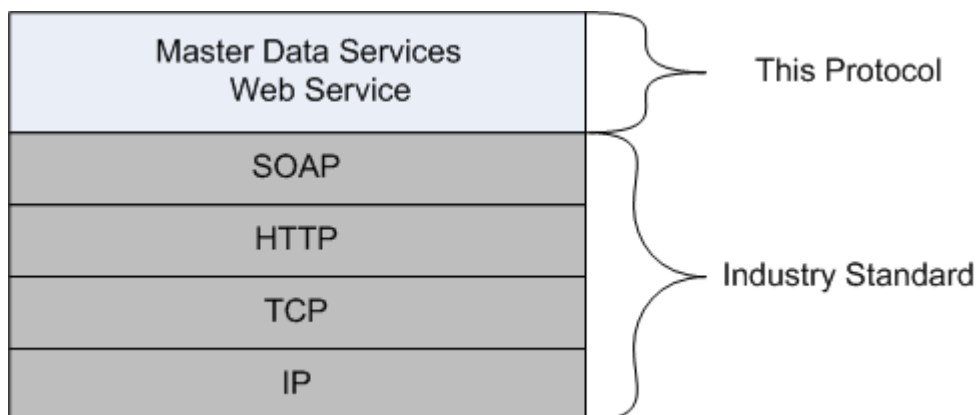 Master Data Services
Web Service
This Protocol
SOAP
HTTP
TCP
IP
Industry Standard